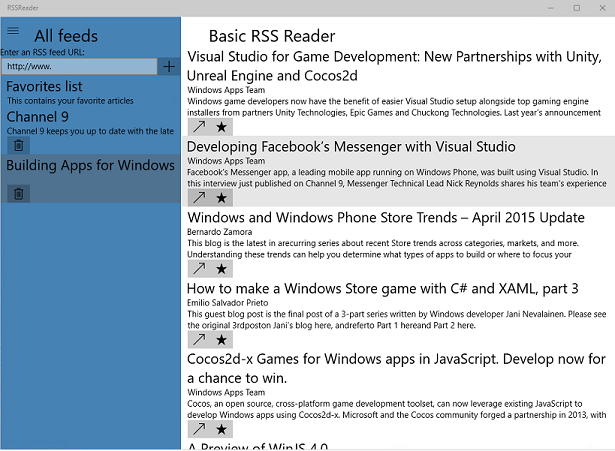 RSSReader
All feeds
Enter an RSS feed URL:
http://www.
Favorites list
This contains your favorite articles
Channel 9
Channel 9 keeps you up to date with the late
Building Apps for Windows
Basic RSS Reader
Visual Studio for Game Development: New Partnerships with Unity,
Unreal Engine and Cocos2d
Windows Apps Team
Windows game developers now have the benefit of easier Visual Studio setup alongside top gaming engine
installers from partners Unity Technologies, Epic Games and Chuckong Technologies. Last year's announcement
Developing Facebook's Messenger with Visual Studio
Windows Apps Team
Facebook's Messenger app, a leading mobile app running on Windows Phone, was built using Visual Studio. In
this interview just published on Channel 9, Messenger Technical Lead Nick Reynolds shares his team's experience
Windows and Windows Phone Store Trends – April 2015 Update
Bernardo Zamora
This blog is the latest in arecurring series about recent Store trends across categories, markets, and more.
Understanding these trends can help you determine what types of apps to build or where to focus your
How to make a Windows Store game with C# and XAML, part 3
Emilio Salvador Prieto
This guest blog post is the final post of a 3-part series written by Windows developer Jani Nevalainen. Please see
the original 3rdposton Jani's blog here, andreferto Part 1 hereand Part 2 here.
Cocos2d-x Games for Windows apps in JavaScript. Develop now for
a chance to win.
Windows Apps Team
Cocos, an open source, cross-platform game development toolset, can now leverage existing JavaScript to
develop Windows apps using Cocos2d-x. Microsoft and the Cocos community forged a partnership in 2013, with
A Preview of WinJS 4.0